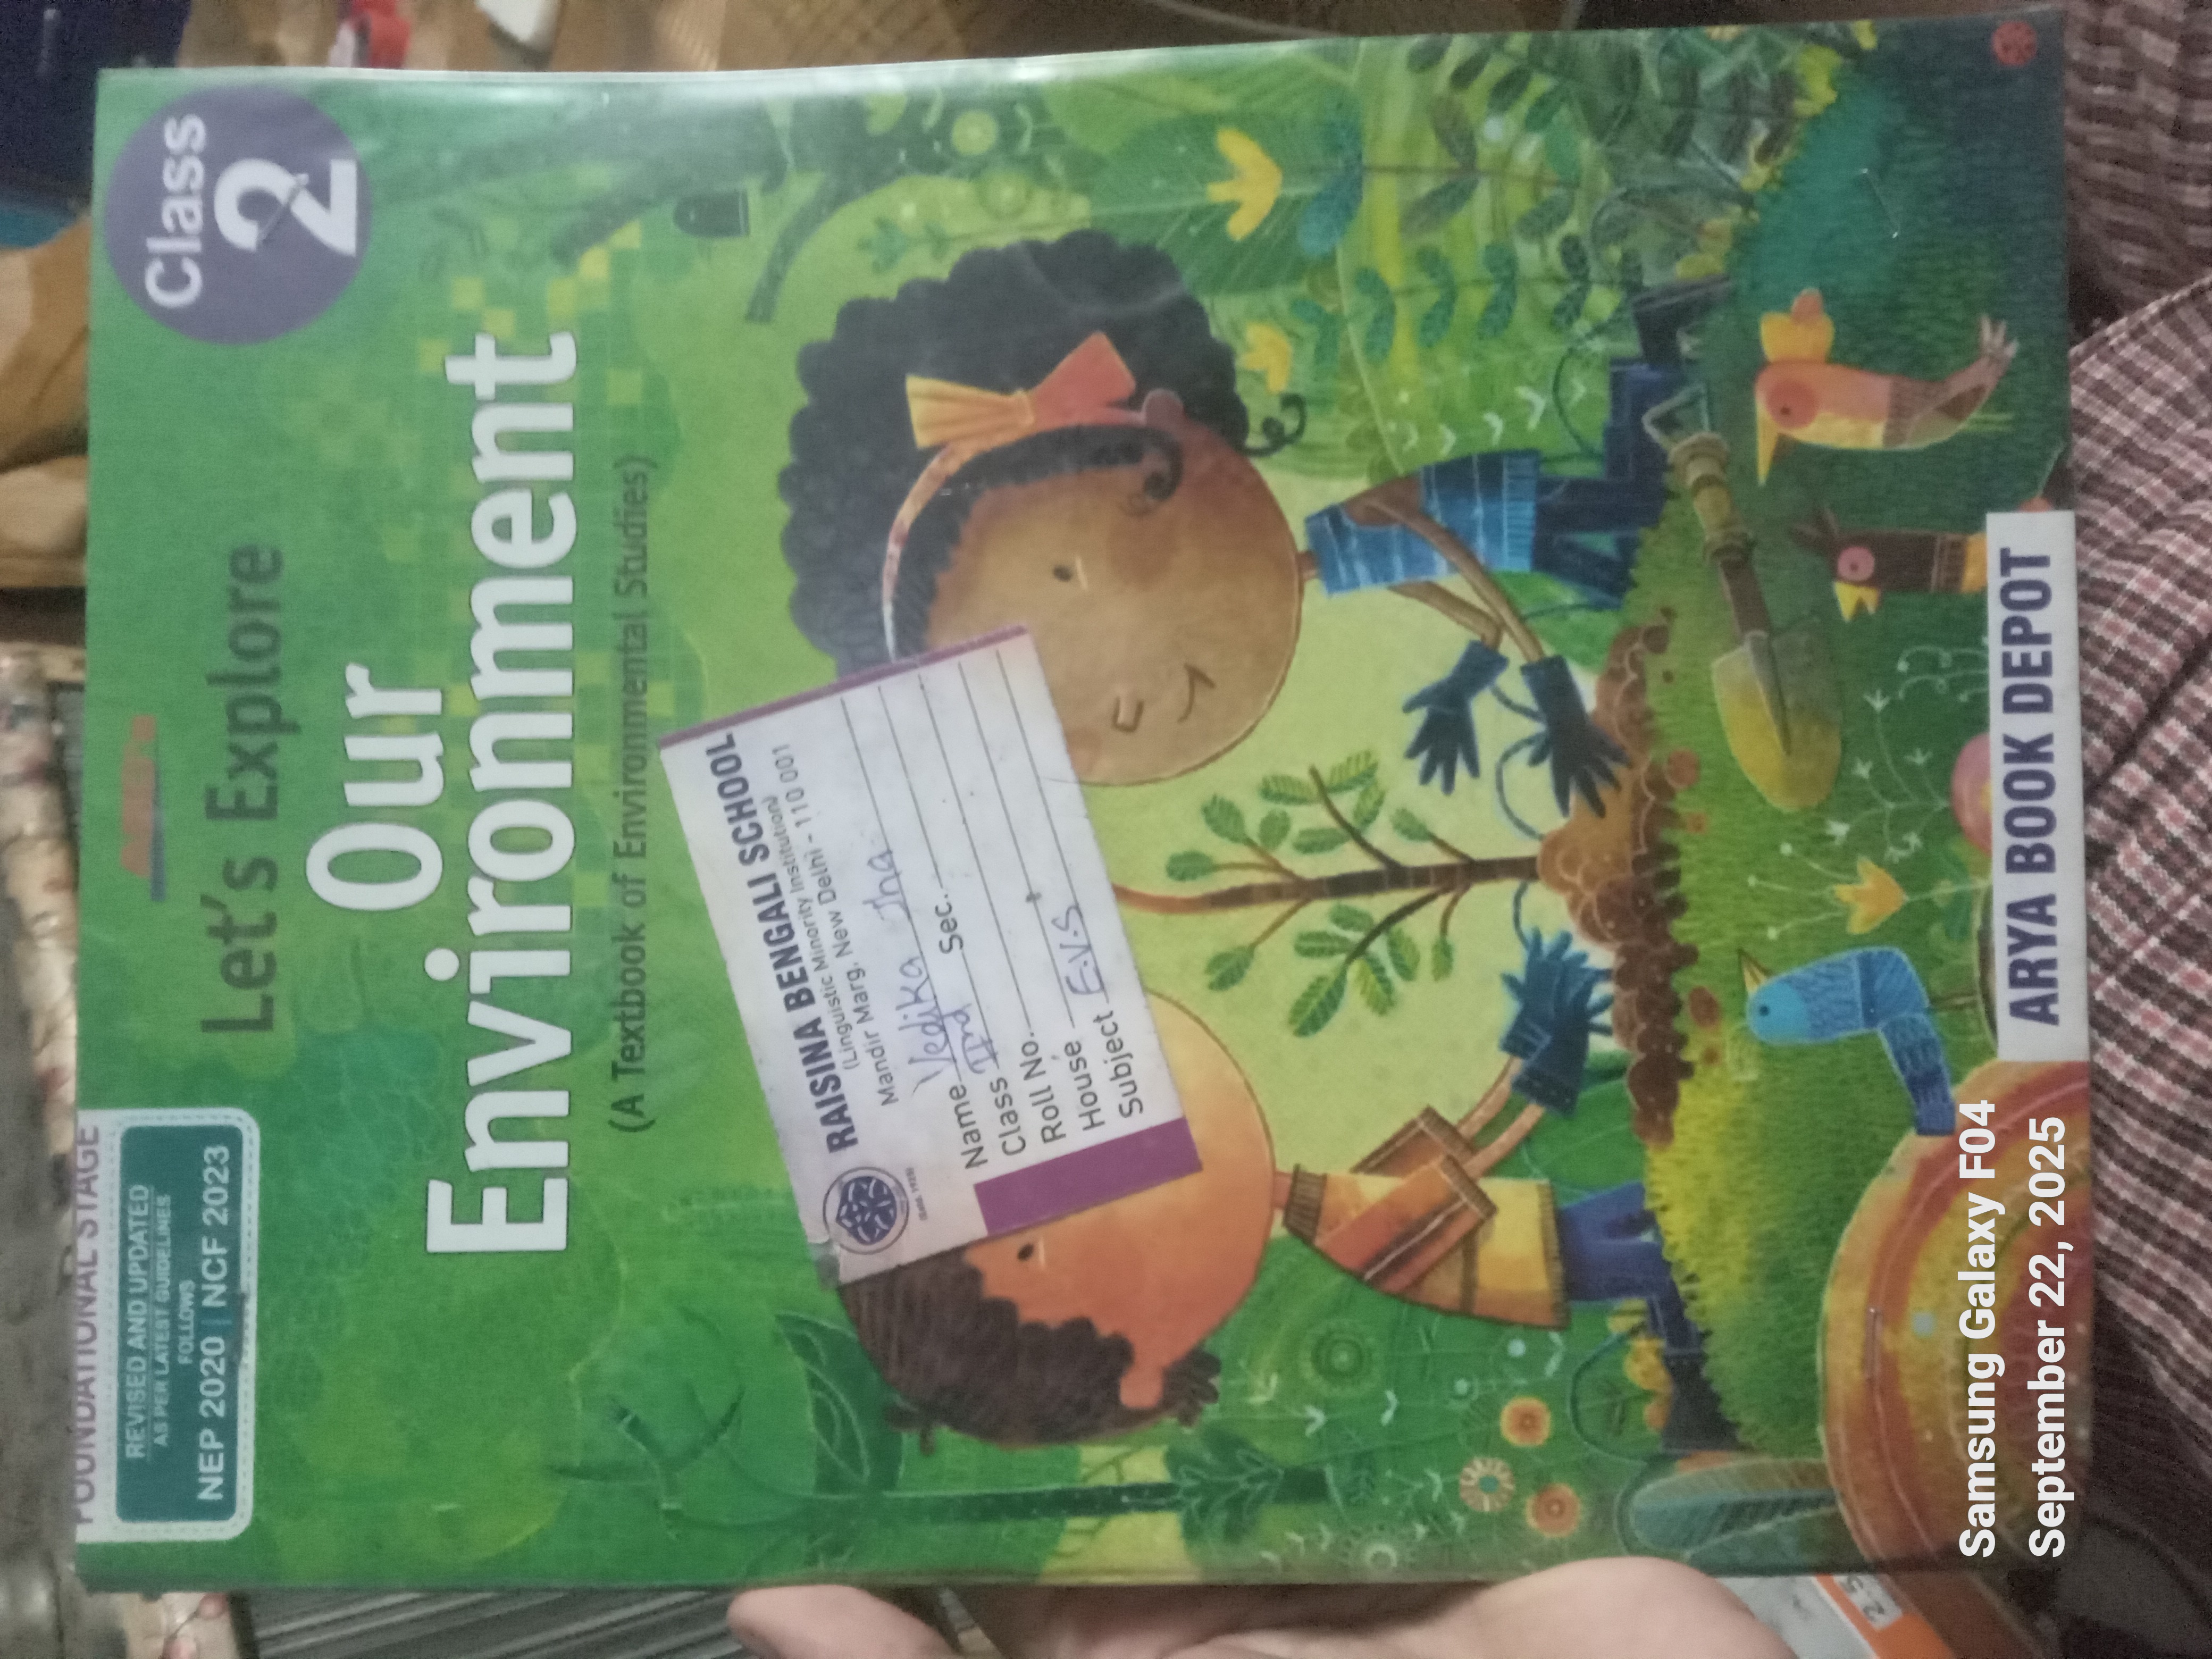 FOUNDATIONAL STAGE
REVISED AND UPDATED
AS PER LATEST GUIDELINES
FOLLOWS
NEP 2020 | NCF 2023
Class
2
Let's Explore
Our
Environment
(A Textbook of Environmental Studies)
RAISINA BENGALI SCHOOL
(Linguistic Minority Institution)
Mandir Marg, New Delhi - 110 001
Name Vedika Jha
Class IInd Sec.
Roll No.
House
Subject E.V.S
ARYA BOOK DEPOT
Samsung Galaxy F04
September 22, 2025